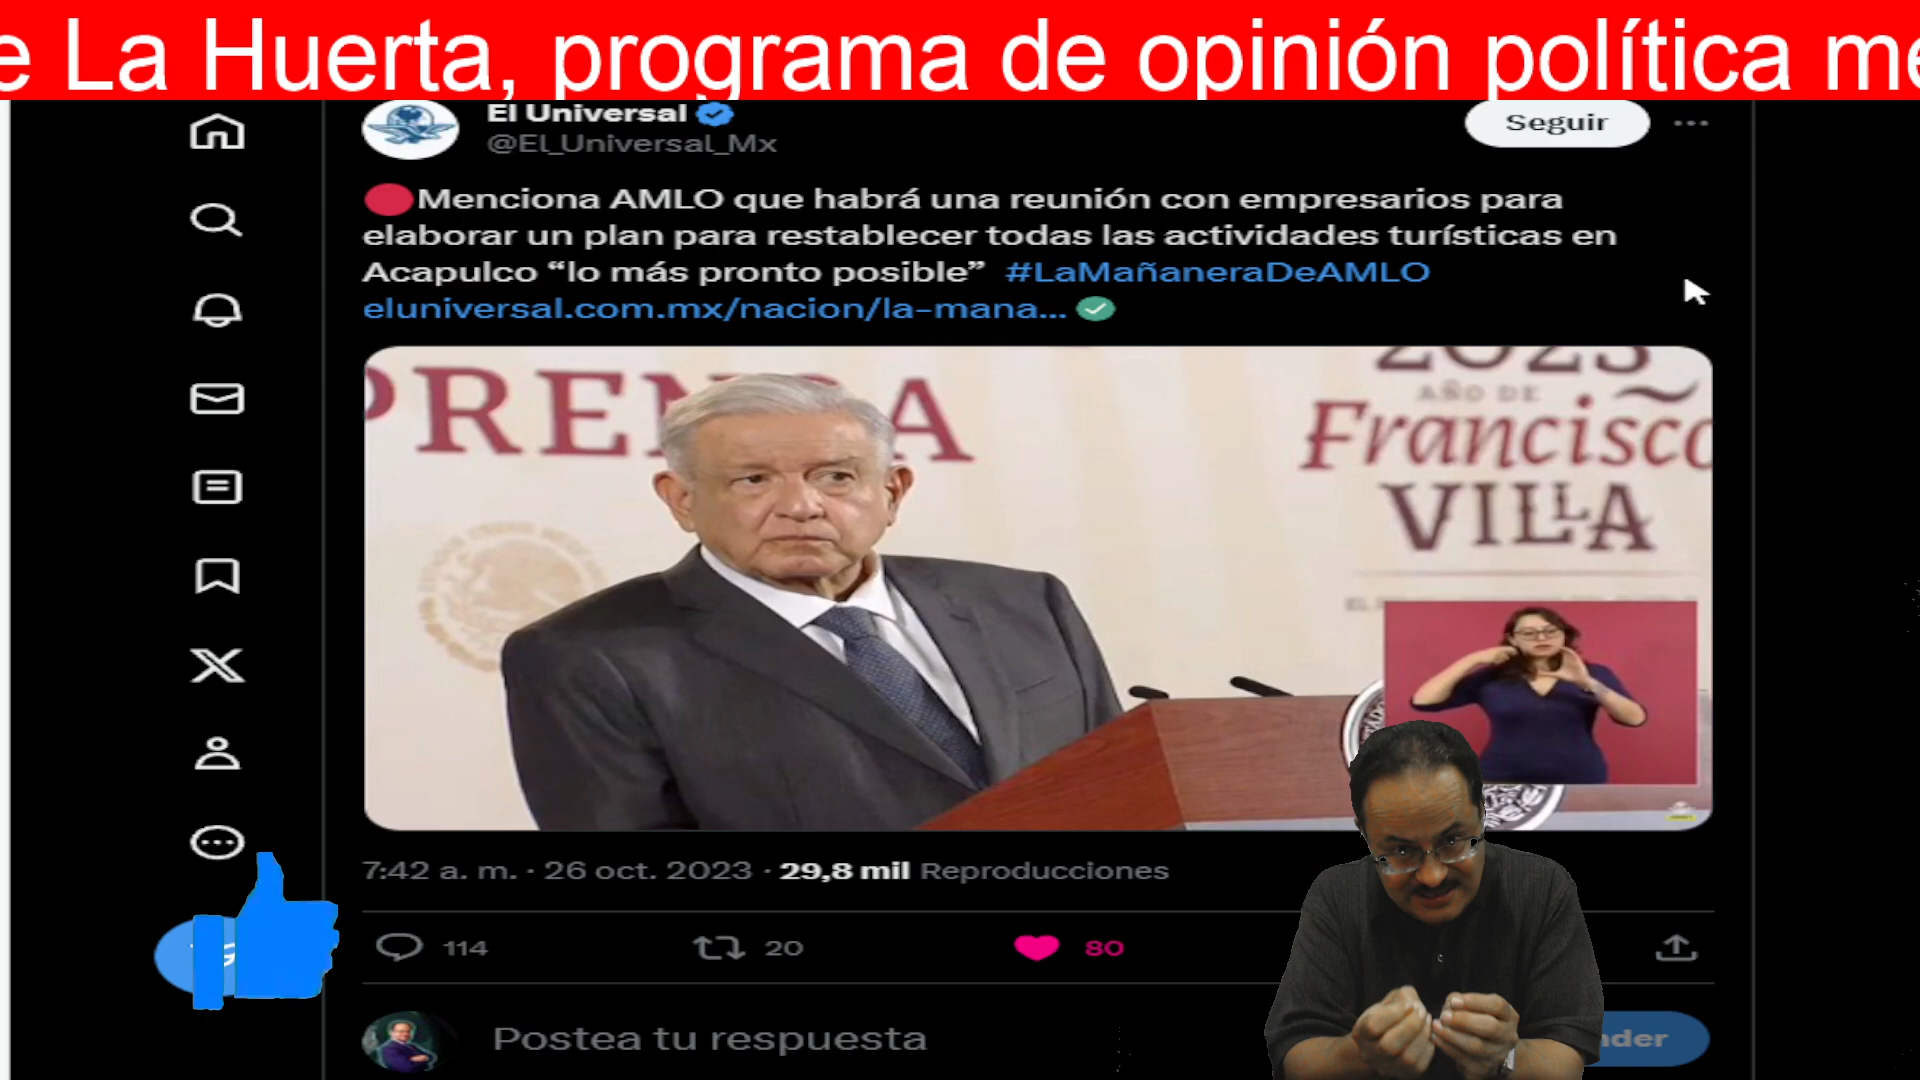 e La Huerta, programa de opinión política me
El Universal
@El_Universal_Mx
Seguir
Menciona AMLO que habrá una reunión con empresarios para
elaborar un plan para restablecer todas las actividades turísticas en
Acapulco “lo más pronto posible” #LaMañaneraDeAMLO
eluniversal.com.mx/nacion/la-mana...
PRENSA
2023
AÑO DE
Francisco
VILLA
7:42 a. m. · 26 oct. 2023 · 29,8 mil Reproducciones
114
20
80
Postea tu respuesta
nder